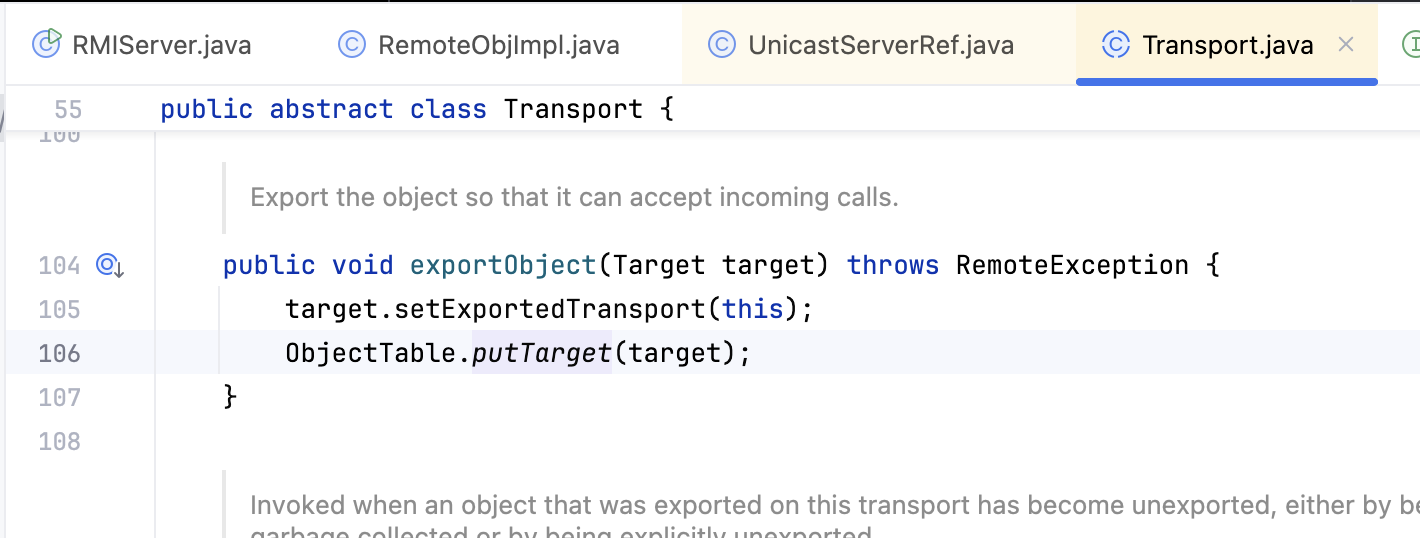 RMIServer.java RemoteObjImpl.java UnicastServerRef.java Transport.java
55 public abstract class Transport {
100
Export the object so that it can accept incoming calls.
104 public void exportObject(Target target) throws RemoteException {
105 target.setExportedTransport(this);
106 ObjectTable.putTarget(target);
107 }
108
Invoked when an object that was exported on this transport has become unexported, either by be
garbage collected or by being explicitly unexported